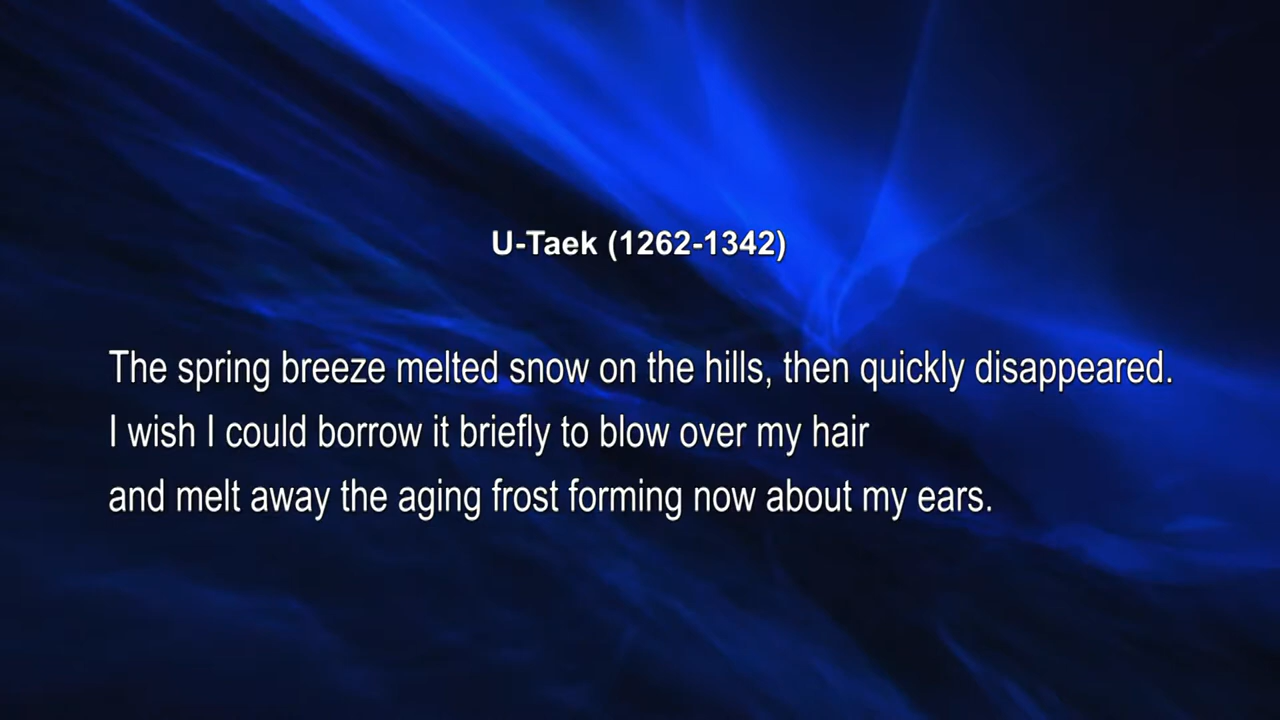 U-Taek (1262-1342)
The spring breeze melted snow on the hills, then quickly disappeared.
I wish I could borrow it briefly to blow over my hair
and melt away the aging frost forming now about my ears.